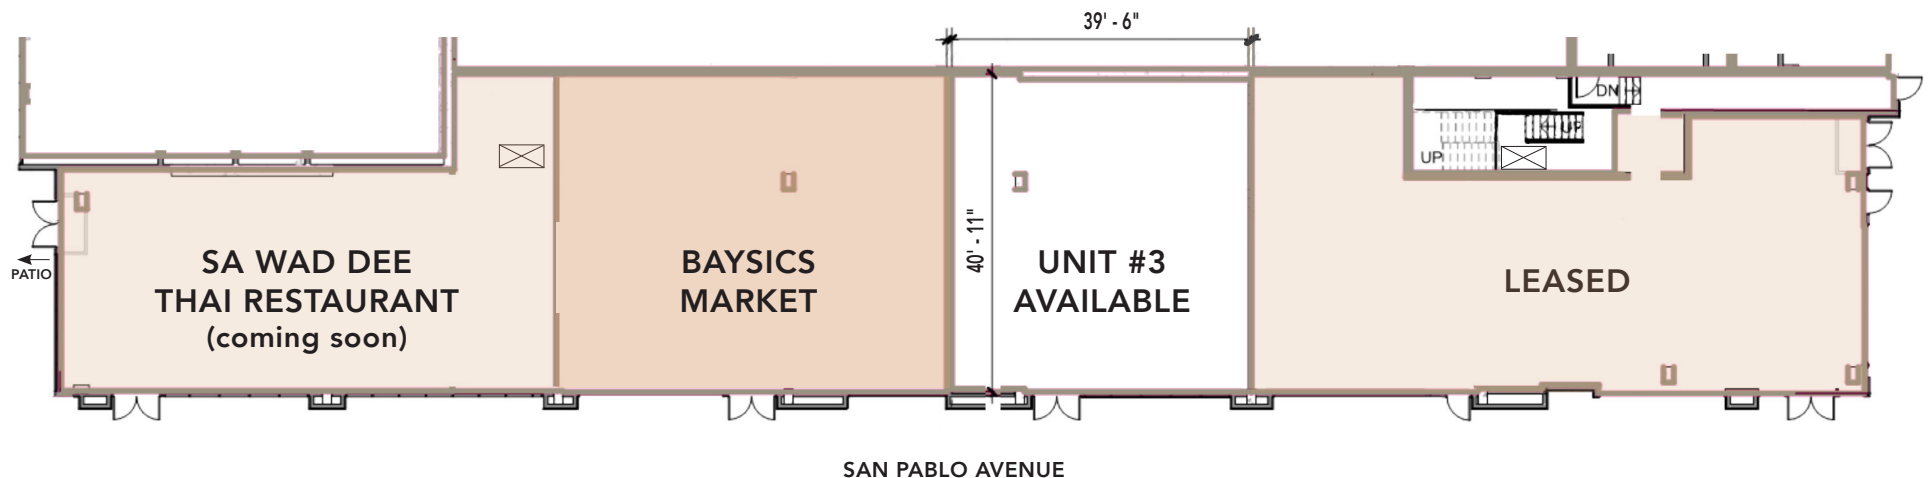 39' - 6"
DN
UP
UP
40' - 11"
PATIO
SA WAD DEE
THAI RESTAURANT
(coming soon)
BAYSICS
MARKET
UNIT #3
AVAILABLE
LEASED
SAN PABLO AVENUE